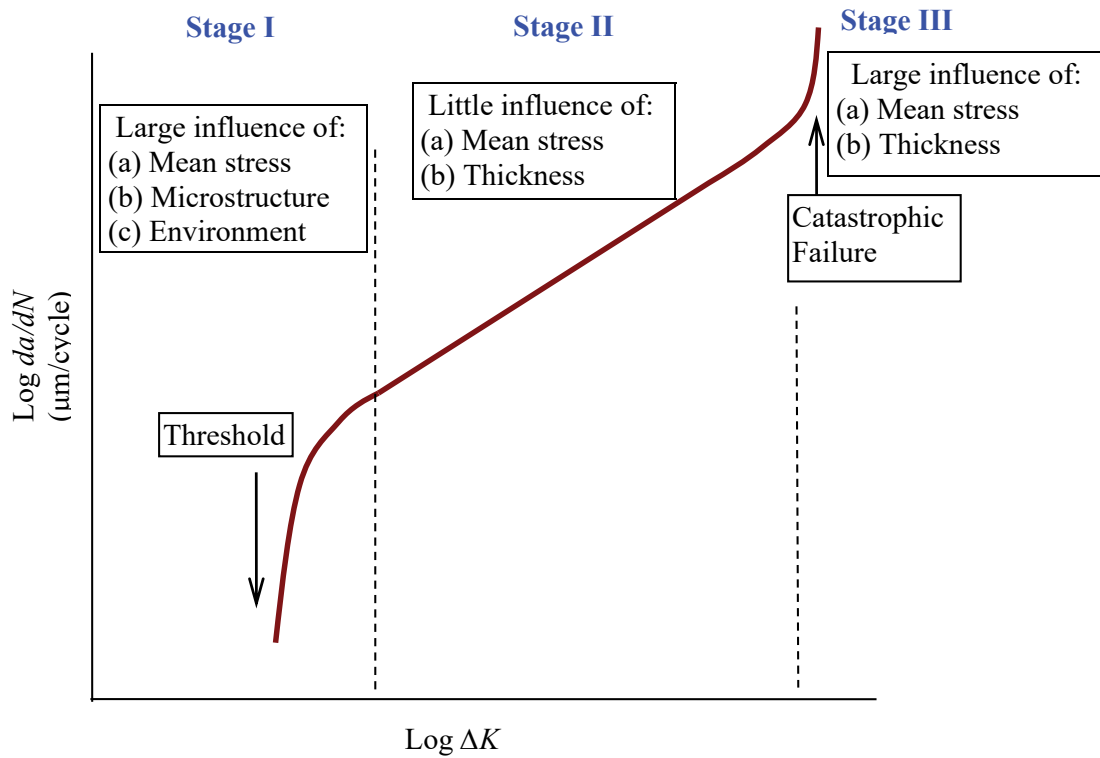 Stage I
Stage II
Stage III
Large influence of:
(a) Mean stress
(b) Microstructure
(c) Environment
Little influence of:
(a) Mean stress
(b) Thickness
Large influence of:
(a) Mean stress
(b) Thickness
Catastrophic
Failure
Threshold
Log da/dN
(μm/cycle)
Log ΔK